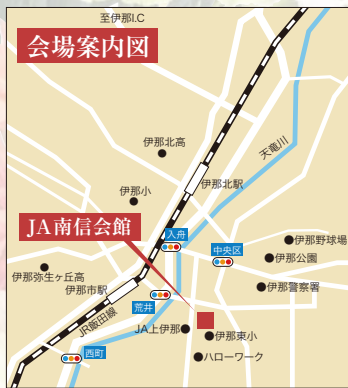 至伊那I.C
会場案内図
伊那北高
天竜川
伊那北駅
伊那小
JA南信会館
入舟
中央区
伊那野球場
伊那公園
伊那弥生ヶ丘高
伊那市駅
伊那警察署
荒井
JR飯田線
JA上伊那
伊那東小
西町
ハローワーク